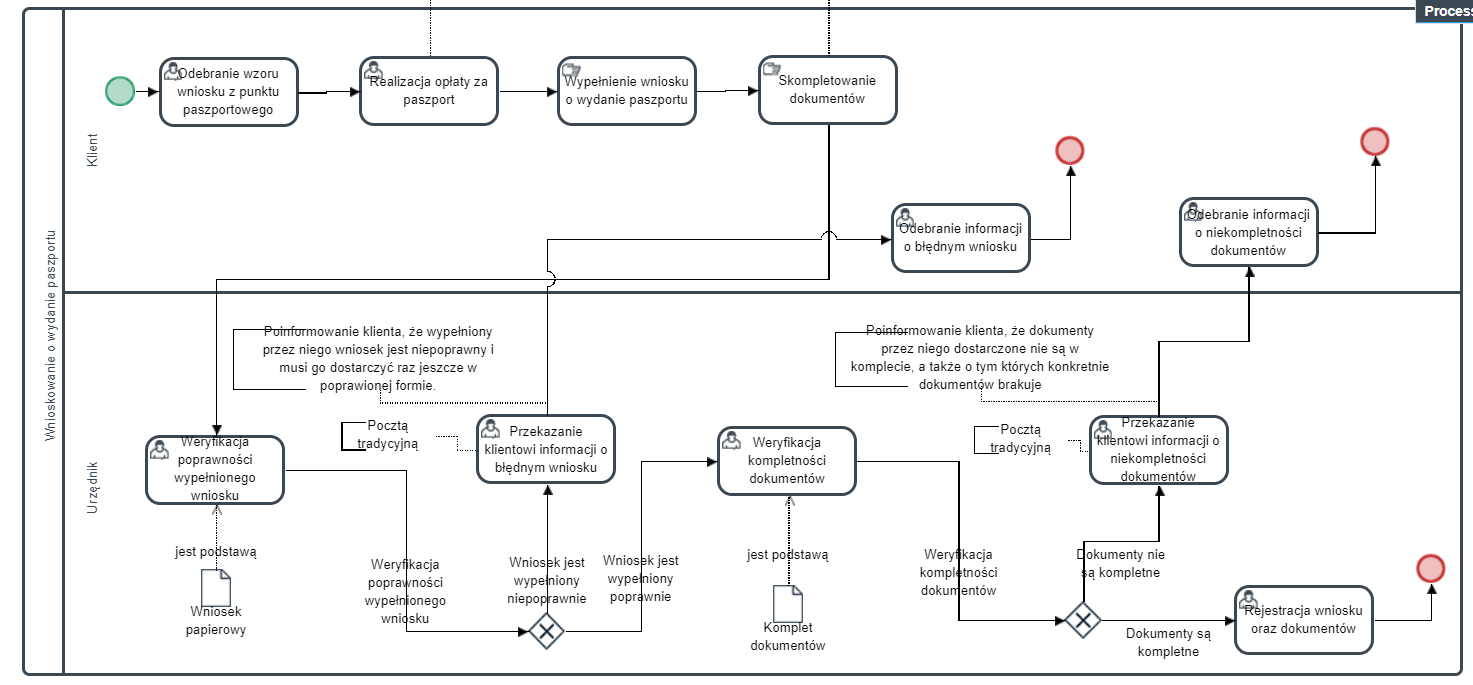 Process
Odebranie wzoru
wniosku z punktu
paszportowego
Realizacja opłaty za
paszport
Wypełnienie wniosku
o wydanie paszportu
Skompletowanie
dokumentów
Klient
Odebranie informacji
o błędnym wniosku
Odebranie informacji
o niekompletności
dokumentów
Wnioskowanie o wydanie paszportu
Poinformowanie klienta, że wypełniony
przez niego wniosek jest niepoprawny i
musi go dostarczyć raz jeszcze w
poprawionej formie.
Poinformowanie klienta, że dokumenty
przez niego dostarczone nie są w
komplecie, a także o tym których konkretnie
dokumentów brakuje
Urzędnik
Weryfikacja
poprawności
wypełnionego
wniosku
Pocztą
tradycyjną
Przekazanie
klientowi informacji o
błędnym wniosku
Weryfikacja
kompletności
dokumentów
Pocztą
tradycyjną
Przekazanie
klientowi informacji o
niekompletności
dokumentów
jest podstawą
Wniosek
papierowy
Weryfikacja
poprawności
wypełnionego
wniosku
Wniosek jest
wypełniony
niepoprawnie
Wniosek jest
wypełniony
poprawnie
jest podstawą
Komplet
dokumentów
Weryfikacja
kompletności
dokumentów
Dokumenty nie
są kompletne
Dokumenty są
kompletne
Rejestracja wniosku
oraz dokumentów